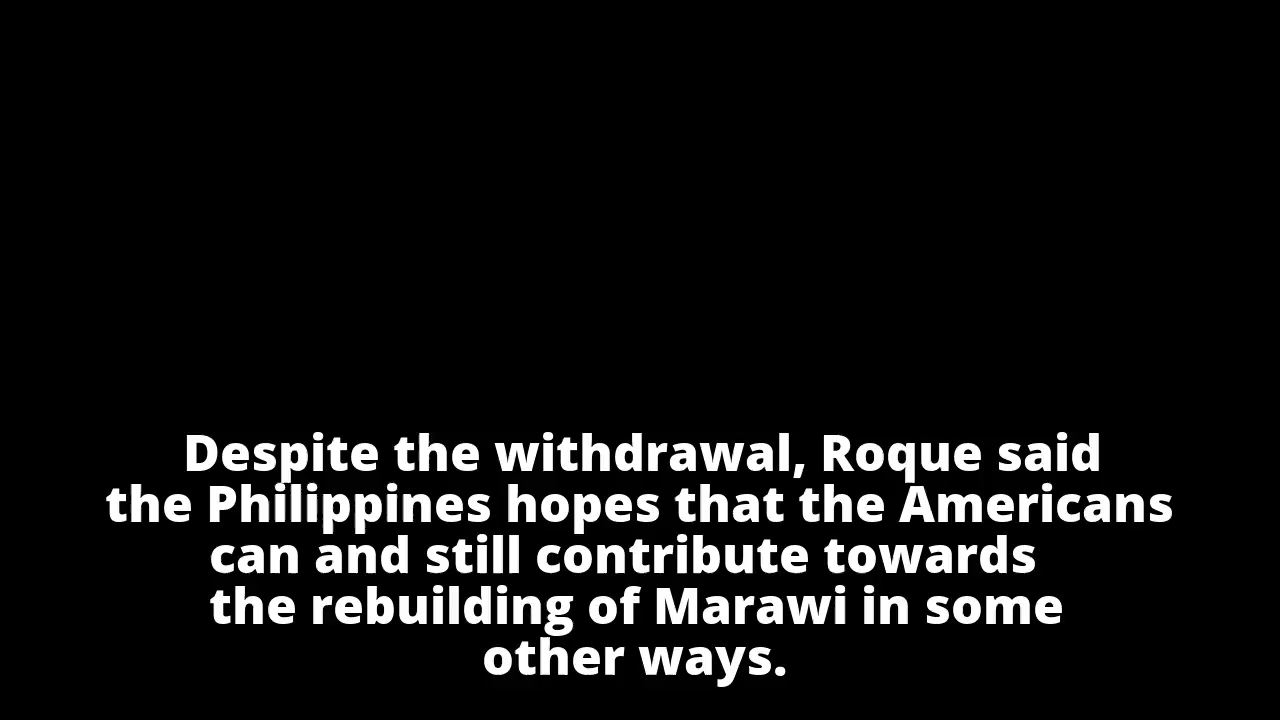 Despite the withdrawal, Roque said
the Philippines hopes that the Americans
can and still contribute towards
the rebuilding of Marawi in some
other ways.